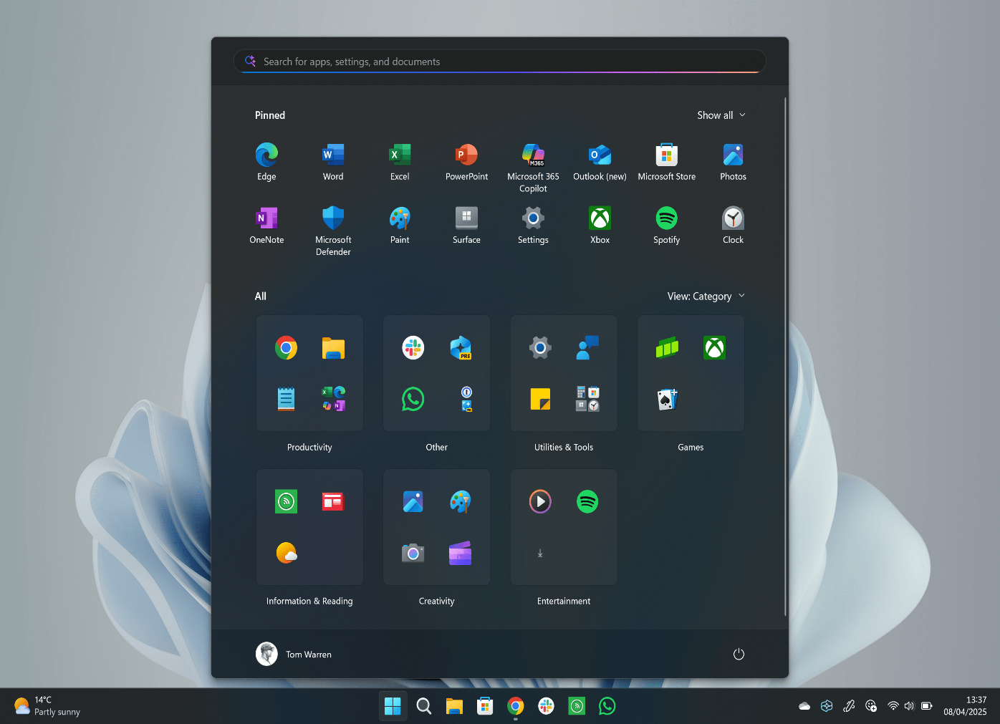 Search for apps, settings, and documents
Pinned
Show all
Edge
Word
Excel
PowerPoint
Microsoft 365
Copilot
Outlook (new)
Microsoft Store
Photos
W
X
P
M365
O
OneNote
Microsoft
Defender
Paint
Surface
Settings
Xbox
Spotify
Clock
N
All
View: Category
PRE
Productivity
Other
Utilities & Tools
Games
Information & Reading
Creativity
Entertainment
Tom Warren
14°C
Partly sunny
13:37
08/04/2025